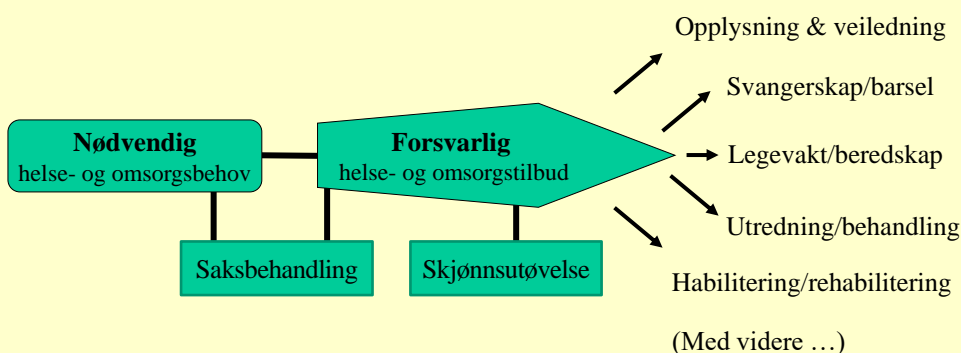 Nødvendig
helse- og omsorgsbehov
Forsvarlig
helse- og omsorgstilbud
Saksbehandling
Skjønnsutøvelse
Opplysning & veiledning
Svangerskap/barsel
Legevakt/beredskap
Utredning/behandling
Habilitering/rehabilitering
(Med videre …)